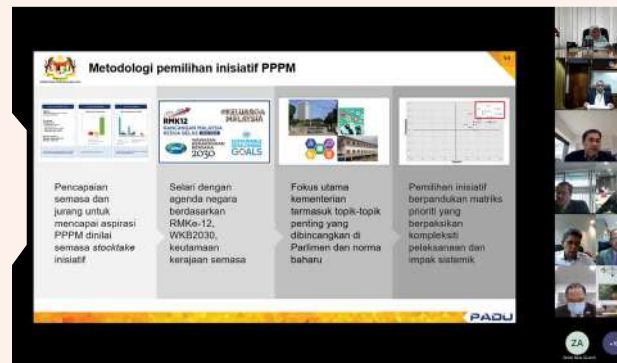 Metodologi pemilihan inisiatif PPPM
RMK12
RANCANGAN MALAYSIA
#KELUARGA
MALAYSIA
2030
GOALS
Pencapaian
semasa dan
jurang untuk
mencapai aspirasi
PPPM dinilai
semasa stocktake
inisiatif
Selari dengan
agenda negara
berdasarkan
RMKe-12,
WKB2030,
keutamaan
kerajaan semasa
Fokus utama
kementerian
termasuk topik-topik
penting yang
dibincangkan di
Parlimen dan norma
baharu
Pemilihan inisiatif
berpandukan matriks
prioriti yang
berpaksikan
kompleksiti
pelaksanaan dan
impak sistemik
PADU
ZA